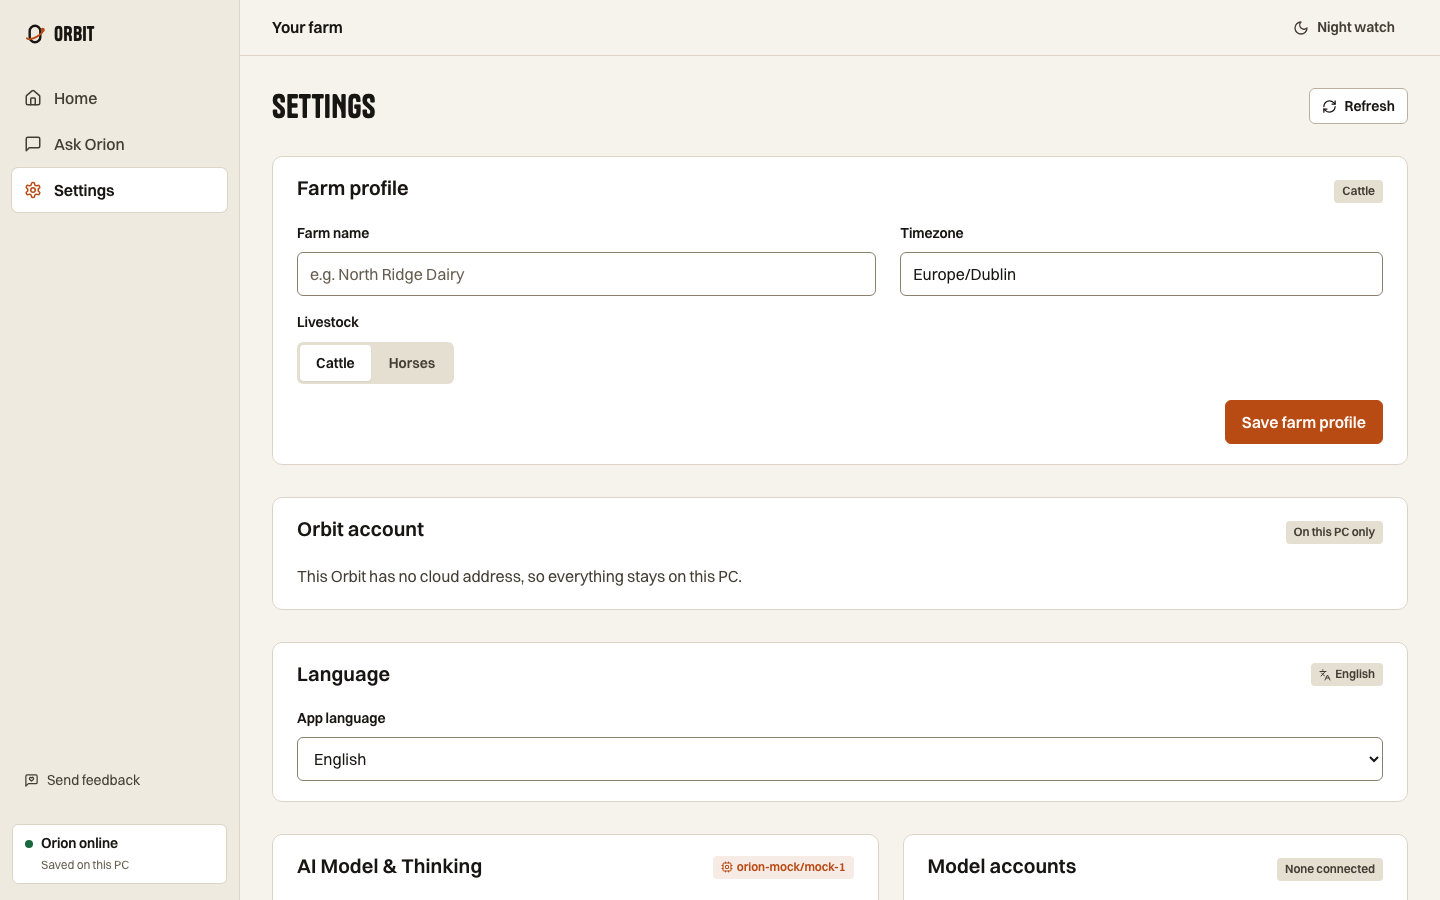 ORBIT
Home
Ask Orion
Settings
Send feedback
Orion online
Saved on this PC
Your farm
Night watch
SETTINGS
Refresh
Farm profile
Cattle
Farm name
Timezone
e.g. North Ridge Dairy
Europe/Dublin
Livestock
Cattle
Horses
Save farm profile
Orbit account
On this PC only
This Orbit has no cloud address, so everything stays on this PC.
Language
English
App language
English
AI Model & Thinking
orion-mock/mock-1
Model accounts
None connected